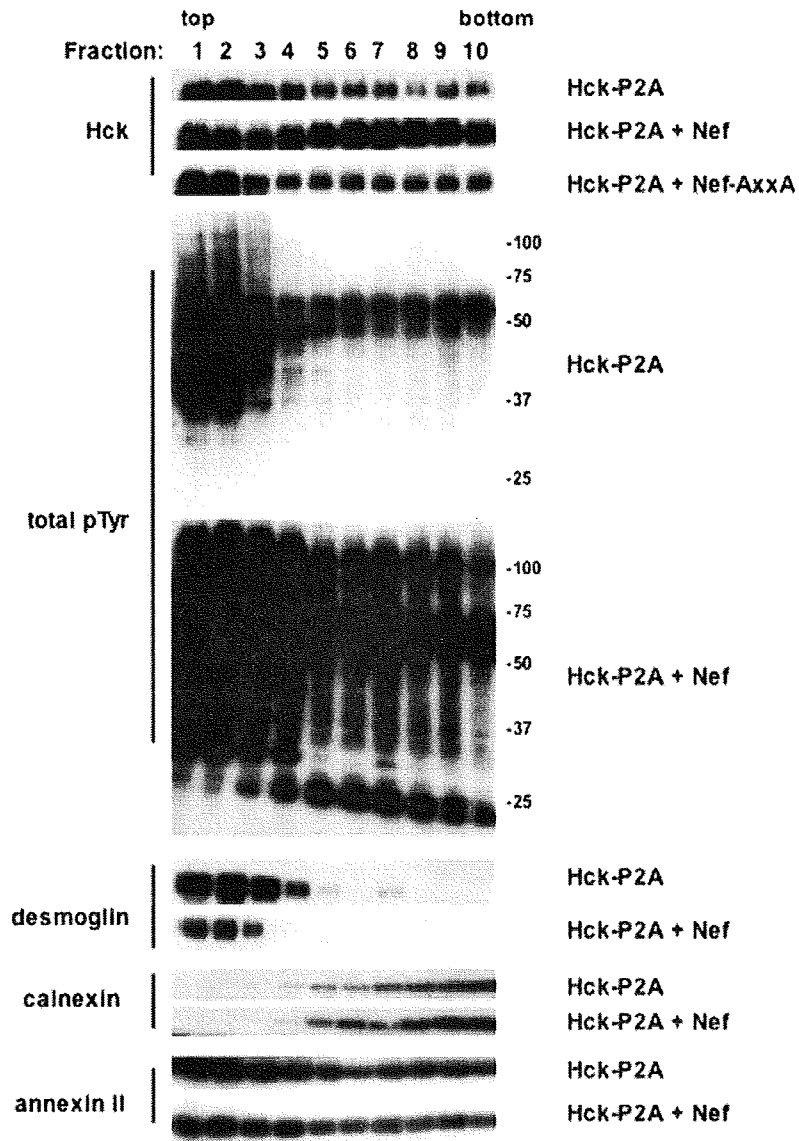 top bottom
Fraction: 1 2 3 4 5 6 7 8 9 10
Hck
Hck-P2A
Hck-P2A + Nef
Hck-P2A + Nef-AxxA
total pTyr
-100
-75
-50
Hck-P2A
-37
-25
-100
-75
-50
Hck-P2A + Nef
-37
-25
desmoglin
Hck-P2A
Hck-P2A + Nef
calnexin
Hck-P2A
Hck-P2A + Nef
annexin II
Hck-P2A
Hck-P2A + Nef